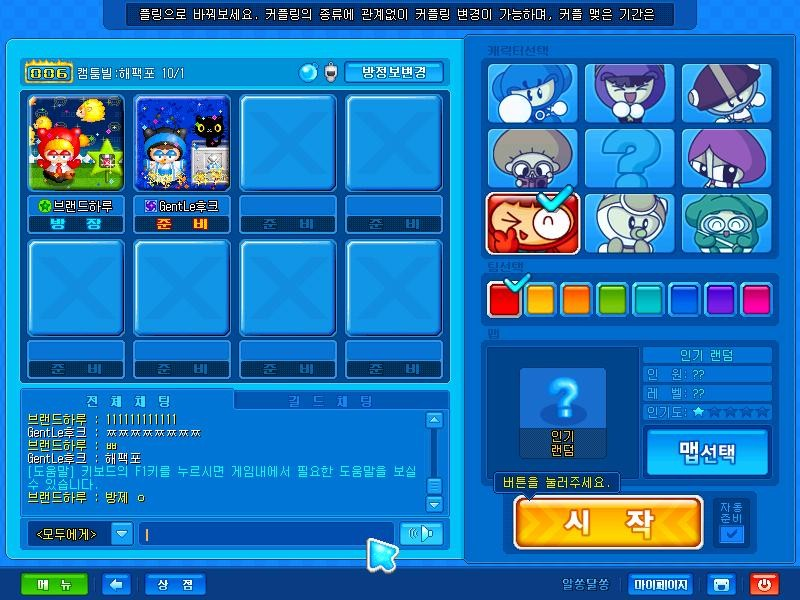 플링으로 바꿔보세요. 커플링의 종류에 관계없이 커플링 변경이 가능하며, 커플 맺은 기간은
006 캠틀빌:해팩포 10/1
방정보변경
캐릭터선택
브랜드하루
GentLe후크
방 장
준 비
준 비
준 비
준 비
준 비
준 비
준 비
팀선택
맵
인기 랜덤
인 원: ??
레 벨: ??
인기도:
인기
랜덤
맵선택
버튼을 눌러주세요.
시 작
자동
준비
전 체 채 팅
길 드 채 팅
브랜드하루 : 111111111111
GentLe후크 : ㅉㅉㅉㅉㅉㅉㅉㅉ
브랜드하루 : ㅃ
GentLe후크 : 해팩포
[도움말] 키보드의 F1키를 누르시면 게임내에서 필요한 도움말을 보실
수 있습니다.
브랜드하루 : 방제 ㅇ
<모두에게>
메 뉴
상 점
알쏭달쏭
마이페이지